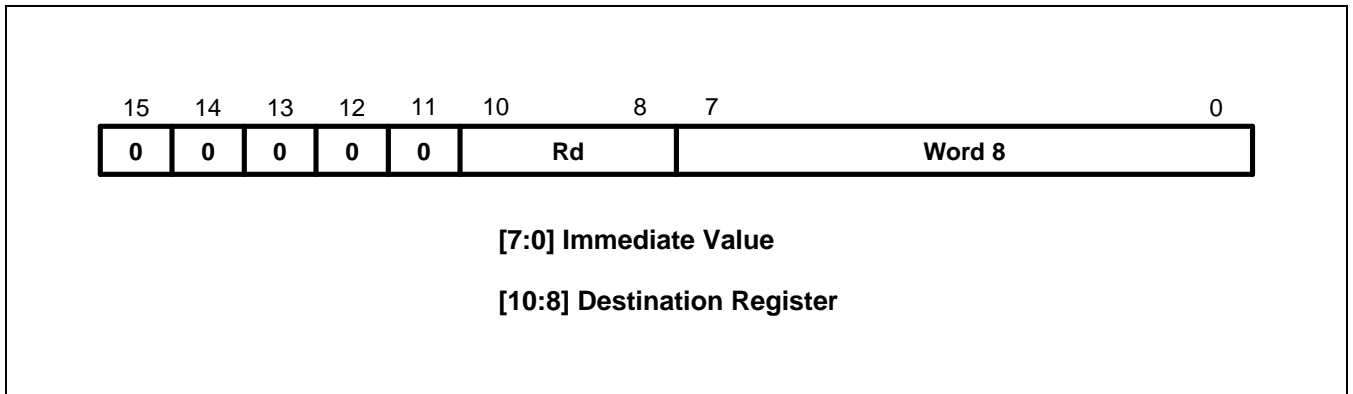 15 14 13 12 11 10 8 7 0
0 0 0 0 0 Rd Word 8
[7:0] Immediate Value
[10:8] Destination Register